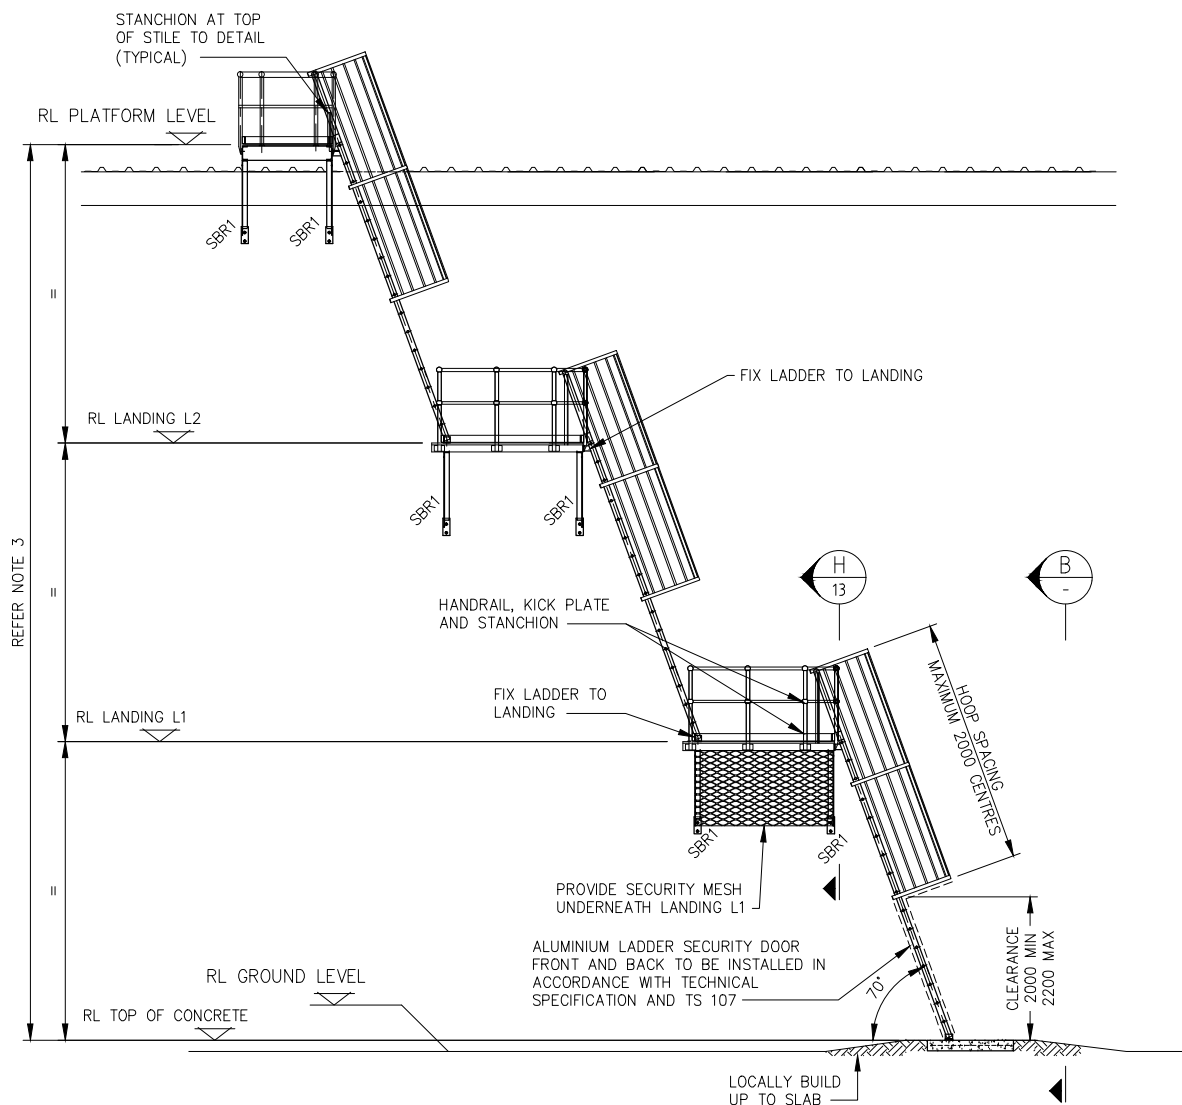 STANCHION AT TOP
OF STILE TO DETAIL
(TYPICAL)
RL PLATFORM LEVEL
SBR1
SBR1
=
FIX LADDER TO LANDING
RL LANDING L2
SBR1
SBR1
REFER NOTE 3
=
H
13
B
-
HANDRAIL, KICK PLATE
AND STANCHION
HOOP SPACING
MAXIMUM 2000 CENTRES
FIX LADDER TO
LANDING
RL LANDING L1
SBR1
SBR1
=
PROVIDE SECURITY MESH
UNDERNEATH LANDING L1
ALUMINIUM LADDER SECURITY DOOR
FRONT AND BACK TO BE INSTALLED IN
ACCORDANCE WITH TECHNICAL
SPECIFICATION AND TS 107
70°
CLEARANCE
2000 MIN
2200 MAX
RL GROUND LEVEL
RL TOP OF CONCRETE
LOCALLY BUILD
UP TO SLAB